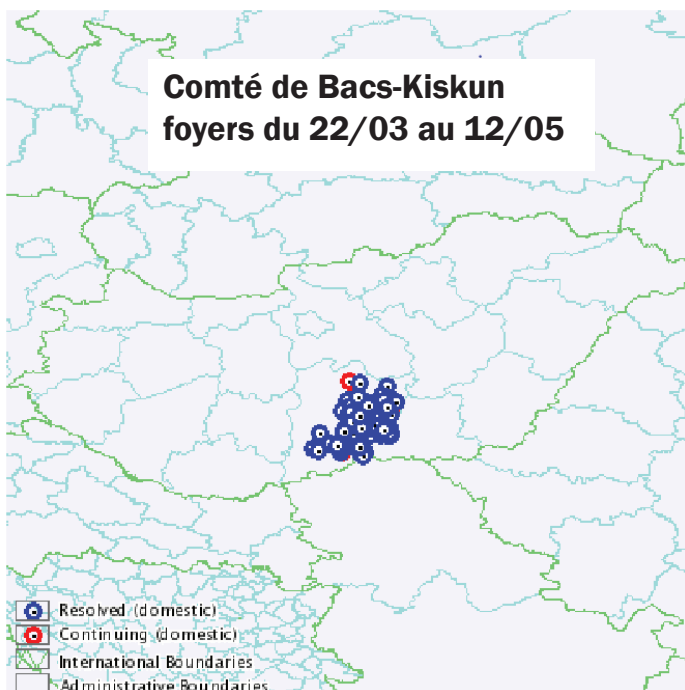 Comté de Bacs-Kiskun
foyers du 22/03 au 12/05
Resolved (domestic)
Continuing (domestic)
International Boundaries
Administrative Boundaries